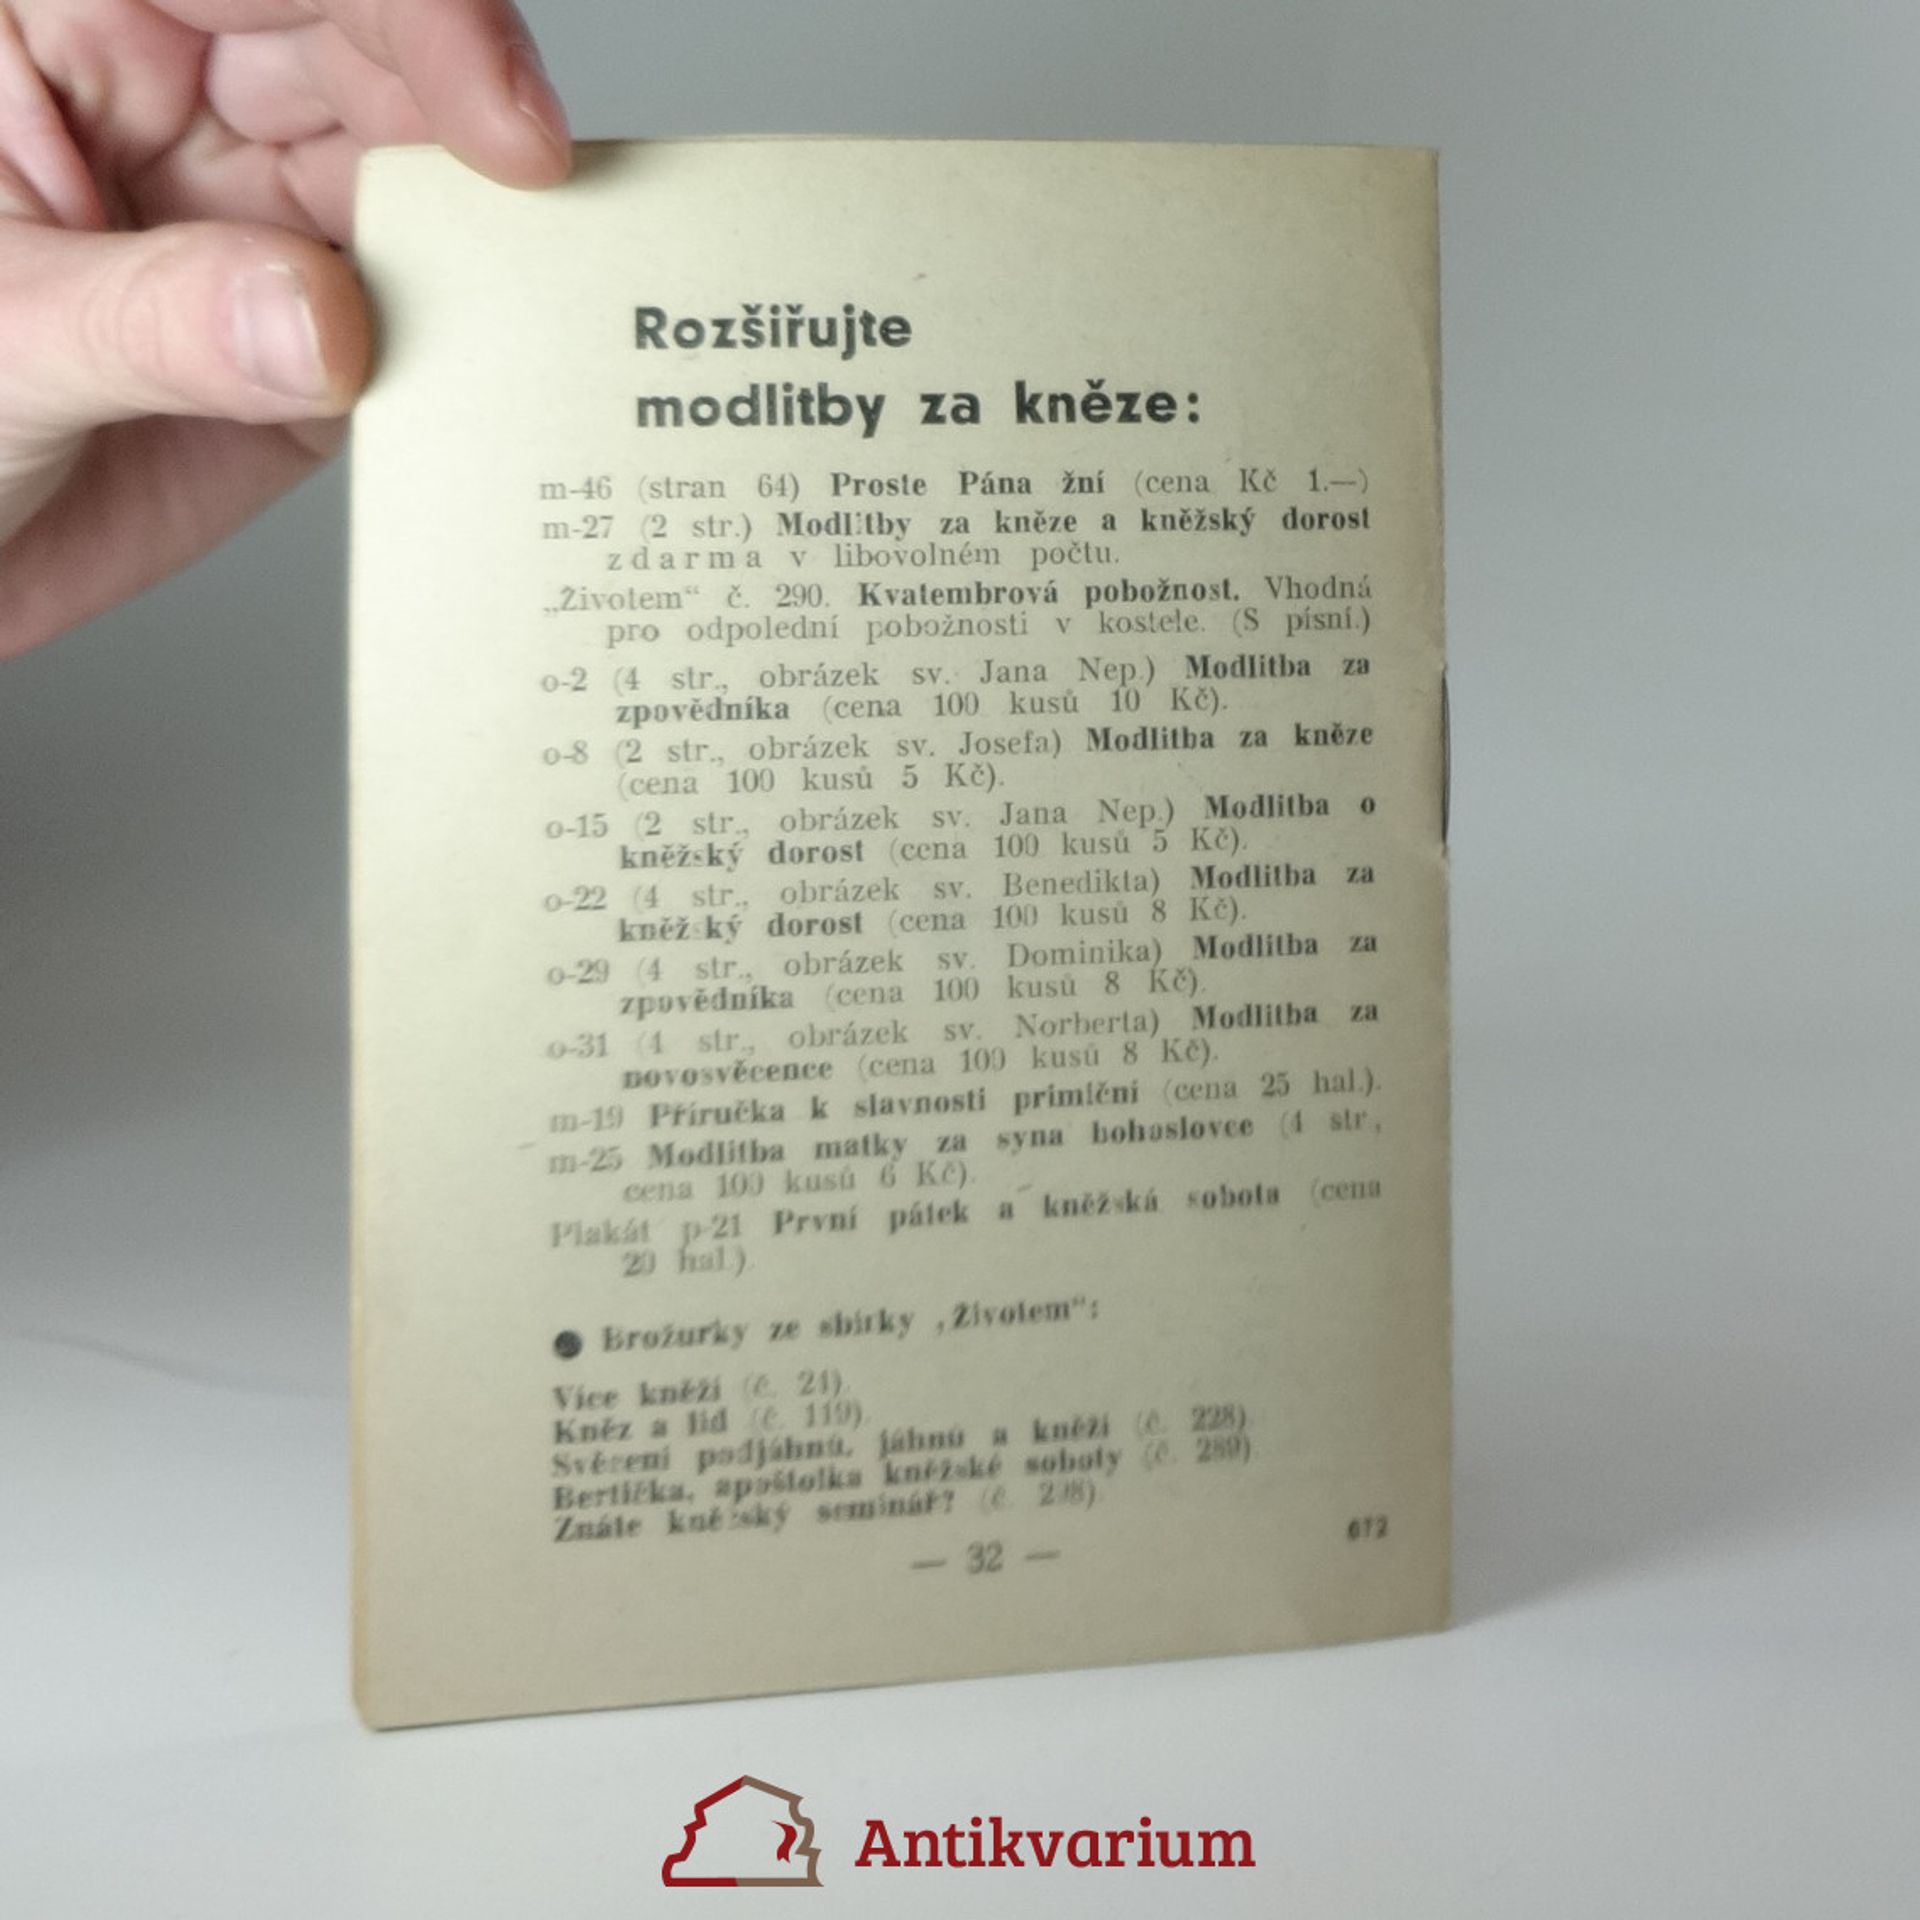 Rozšiřujte
modlitby za kněze:
m-46 (stran 64) Proste Pána žní (cena Kč 1.—)
m-27 (2 str.) Modlitby za kněze a kněžský dorost
zdarma v libovolném počtu.
„Životem“ č. 290. Kvatembrová pobožnost. Vhodná
pro odpolední pobožnosti v kostele. (S písní.)
o-2 (4 str., obrázek sv. Jana Nep.) Modlitba za
zpovědníka (cena 100 kusů 10 Kč).
o-8 (2 str., obrázek sv. Josefa) Modlitba za kněze
(cena 100 kusů 5 Kč).
o-15 (2 str., obrázek sv. Jana Nep.) Modlitba o
kněžský dorost (cena 100 kusů 5 Kč).
o-22 (4 str., obrázek sv. Benedikta) Modlitba za
kněžský dorost (cena 100 kusů 8 Kč).
o-29 (4 str., obrázek sv. Dominika) Modlitba za
zpovědníka (cena 100 kusů 8 Kč).
o-31 (4 str., obrázek sv. Norberta) Modlitba za
novosvěcence (cena 100 kusů 8 Kč).
m-19 Příručka k slavnosti primiční (cena 25 hal.).
m-25 Modlitba matky za syna bohoslovce (4 str,
cena 100 kusů 6 Kč).
Plakát p-21 První pátek a kněžská sobota (cena
20 hal.).
● Brožurky ze sbírky „Životem“:
Více kněží (č. 24).
Kněz a lid (č. 119).
Svěcení podjáhnů, jáhnů a kněží (č. 228).
Bertička, apoštolka kněžské soboty (č. 289).
Znáte kněžský seminář? (č. 298).
— 32 —
672
Antikvarium